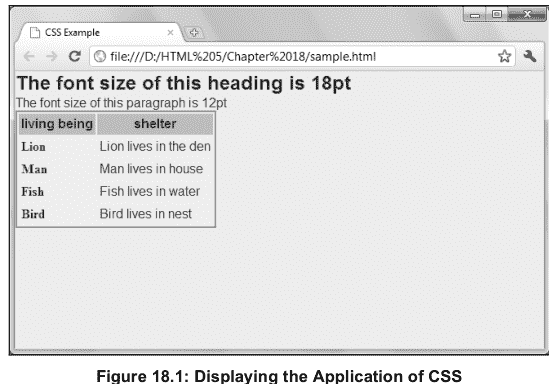 CSS Example
file:///D:/HTML%205/Chapter%2018/sample.html
The font size of this heading is 18pt
The font size of this paragraph is 12pt
living being shelter
Lion Lion lives in the den
Man Man lives in house
Fish Fish lives in water
Bird Bird lives in nest
Figure 18.1: Displaying the Application of CSS